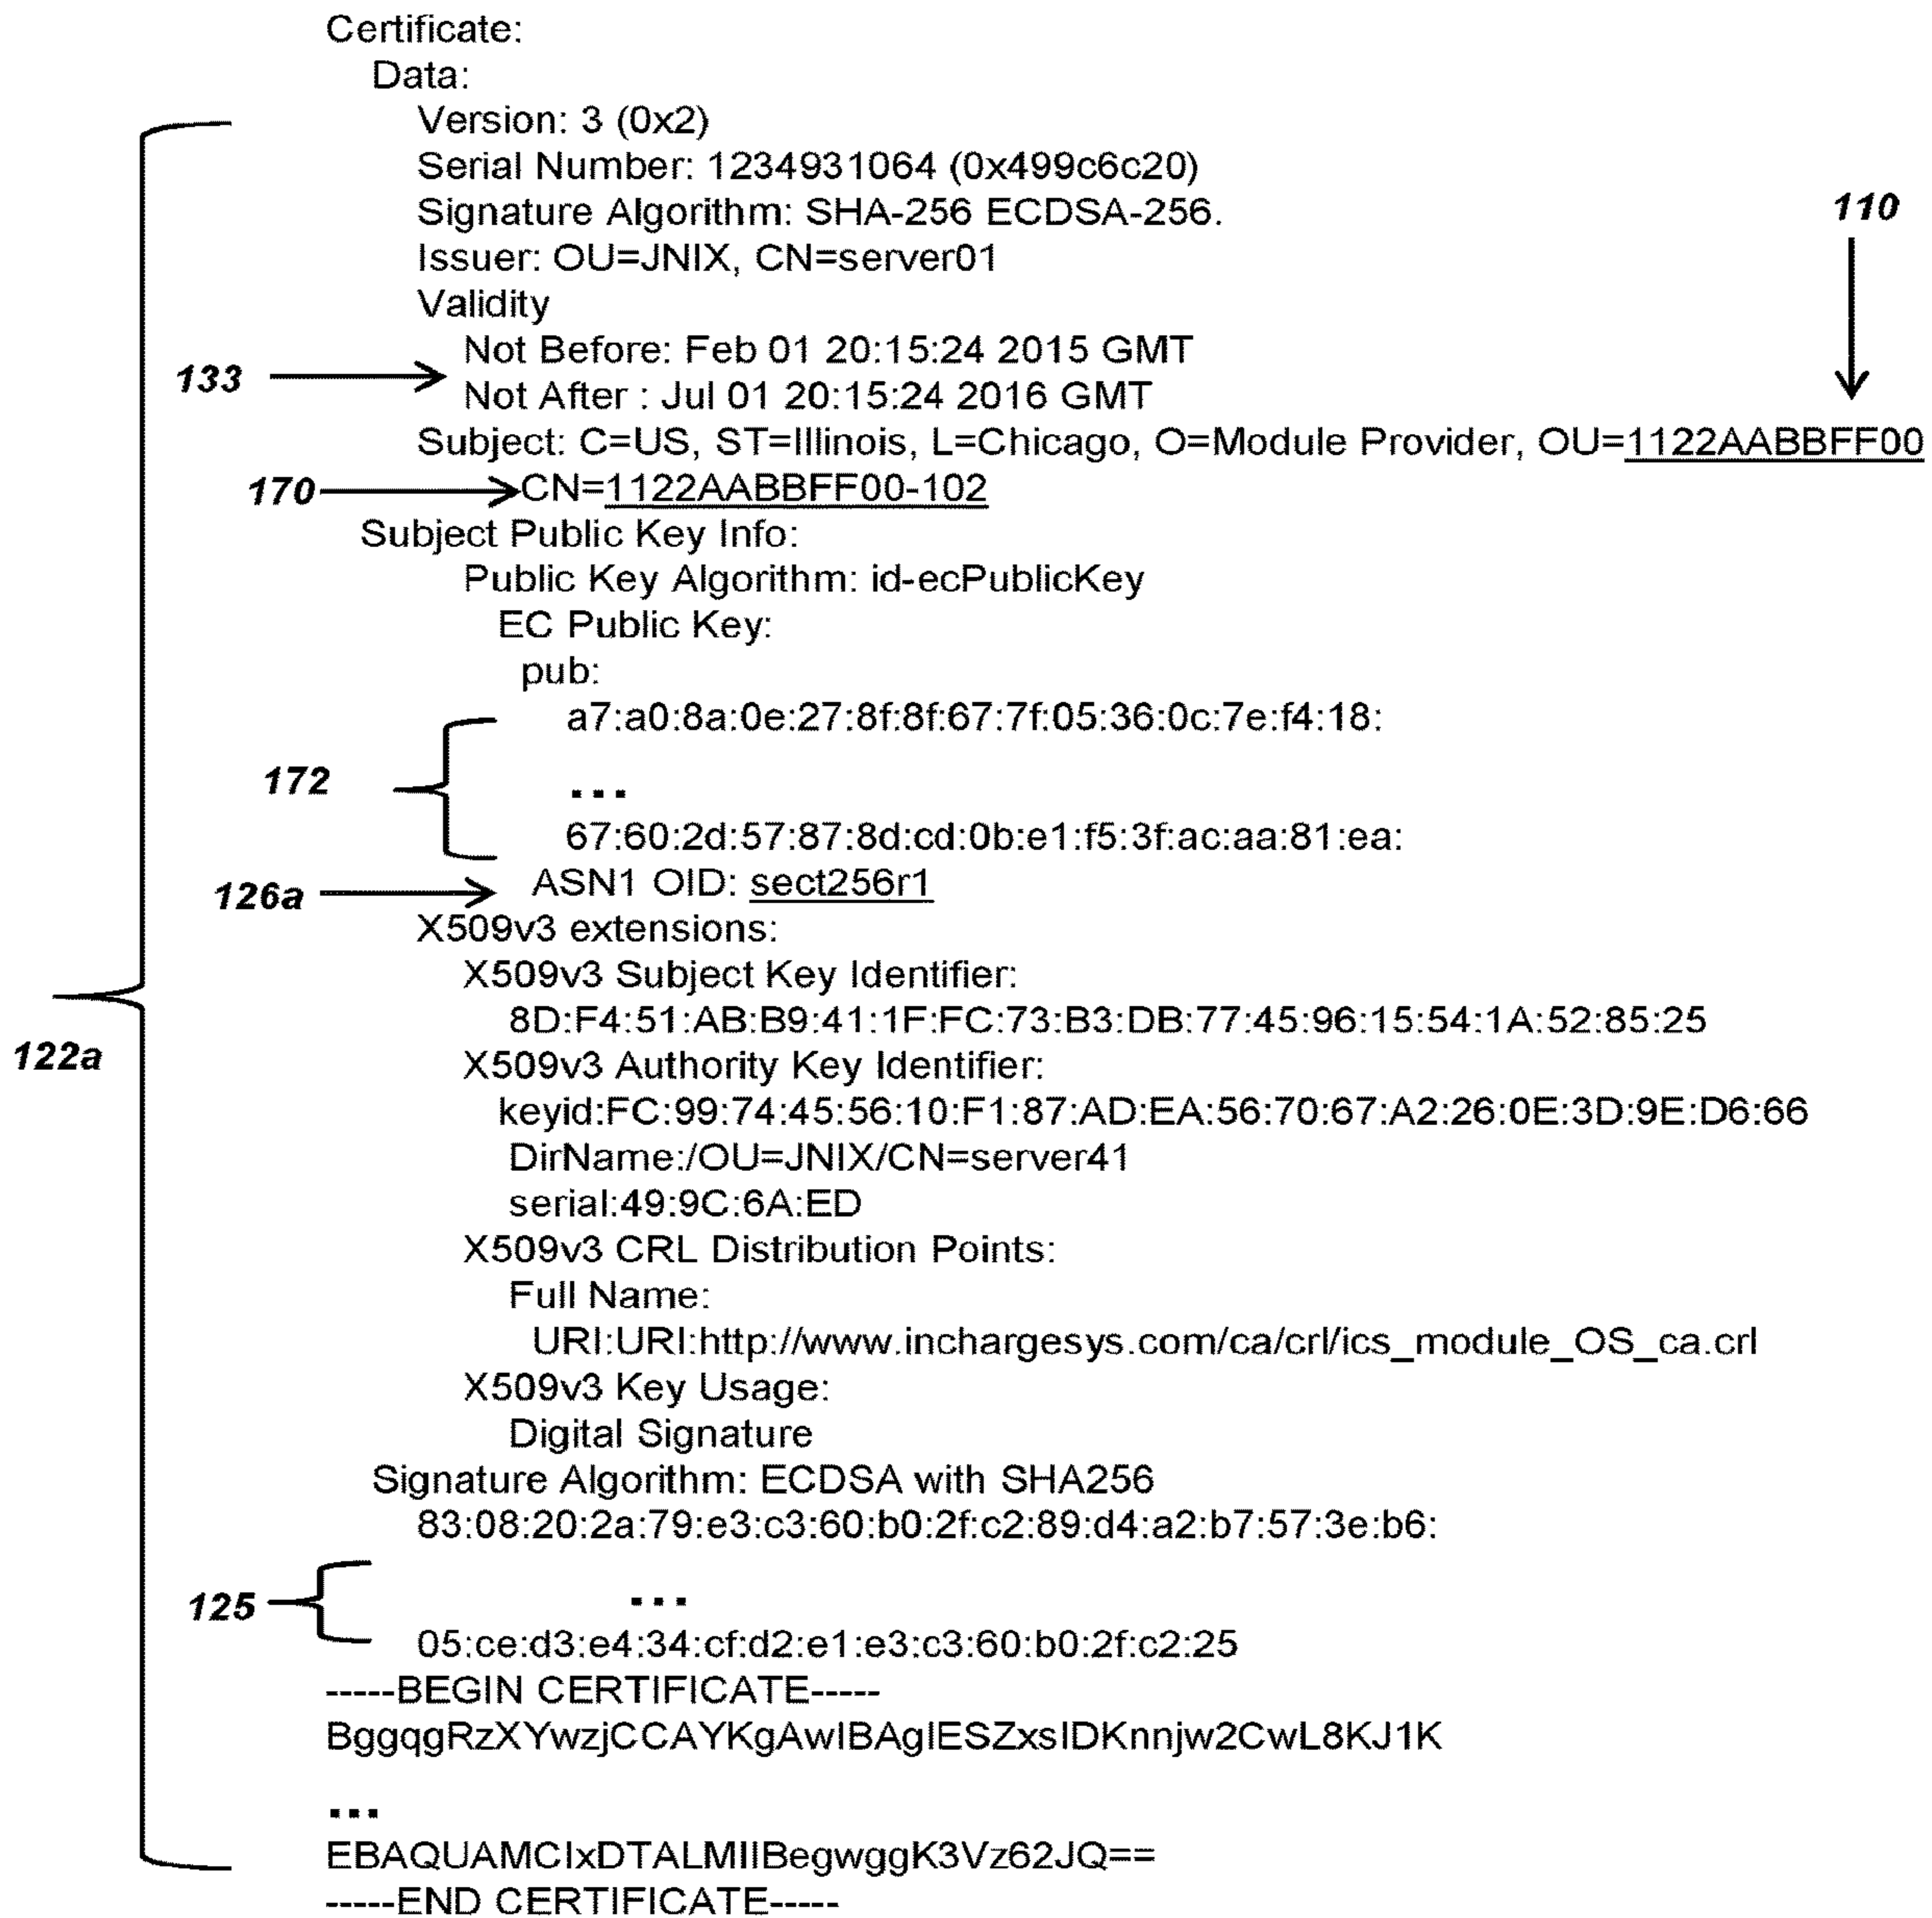 Certificate:
Data:
Version: 3 (0x2)
Serial Number: 1234931064 (0x499c6c20)
110
Signature Algorithm: SHA-256 ECDSA-256.
Issuer: OU=JNIX, CN=server01
Validity
Not Before: Feb 01 20:15:24 2015 GMT
133
Not After : Jul 01 20:15:24 2016 GMT
Subject: C=US, ST=Illinois, L=Chicago, O=Module Provider, OU=1122AABBFF00
170 CN=1122AABBFF00-102
Subject Public Key Info:
Public Key Algorithm: id-ecPublicKey
EC Public Key:
pub:
a7:a0:8a:0e:27:8f:8f:67:7f:05:36:0c:7e:f4:18:
172
...
67:60:2d:57:87:8d:cd:0b:e1:f5:3f:ac:aa:81:ea:
126a ASN1 OID: sect256r1
X509v3 extensions:
X509v3 Subject Key Identifier:
8D:F4:51:AB:B9:41:1F:FC:73:B3:DB:77:45:96:15:54:1A:52:85:25
122a
X509v3 Authority Key Identifier:
keyid:FC:99:74:45:56:10:F1:87:AD:EA:56:70:67:A2:26:0E:3D:9E:D6:66
DirName:/OU=JNIX/CN=server41
serial:49:9C:6A:ED
X509v3 CRL Distribution Points:
Full Name:
URI:URI:http://www.inchargesys.com/ca/crl/ics_module_OS_ca.crl
X509v3 Key Usage:
Digital Signature
Signature Algorithm: ECDSA with SHA256
83:08:20:2a:79:e3:c3:60:b0:2f:c2:89:d4:a2:b7:57:3e:b6:
125 ...
05:ce:d3:e4:34:cf:d2:e1:e3:c3:60:b0:2f:c2:25
-----BEGIN CERTIFICATE-----
BggqgRzXYwzjCCAYKgAwIBAgIESZxsIDKnnjw2CwL8KJ1K
...
EBAQUAMCIxDTALMIIBegwggK3Vz62JQ==
-----END CERTIFICATE-----